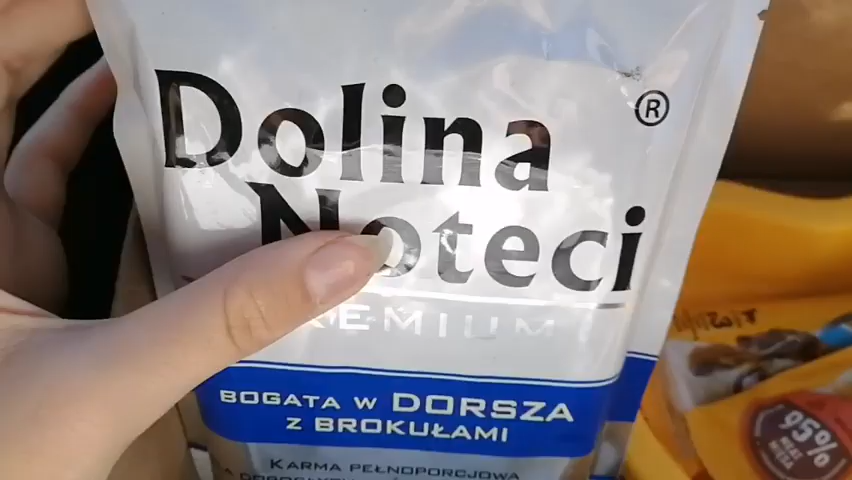 Dolina ®
Noteci
PREMIUM
BOGATA W DORSZA
Z BROKUŁAMI
KARMA PEŁNOPORCJOWA
95%